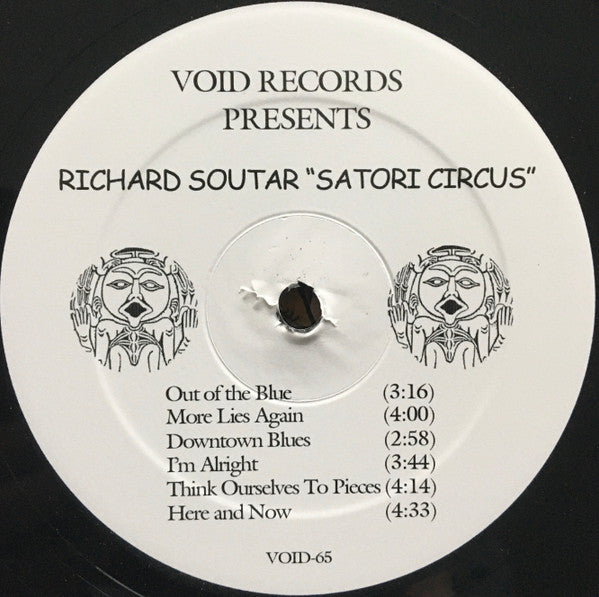 VOID RECORDS
PRESENTS
RICHARD SOUTAR "SATORI CIRCUS"
Out of the Blue (3:16)
More Lies Again (4:00)
Downtown Blues (2:58)
I'm Alright (3:44)
Think Ourselves To Pieces (4:14)
Here and Now (4:33)
VOID-65